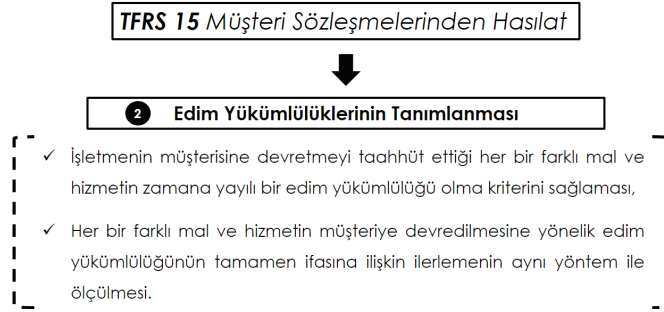 TFRS 15 Müşteri Sözleşmelerinden Hasılat
2 Edim Yükümlülüklerinin Tanımlanması
✓ İşletmenin müşterisine devretmeyi taahhüt ettiği her bir farklı mal ve
hizmetin zamana yayılı bir edim yükümlülüğü olma kriterini sağlaması,
✓ Her bir farklı mal ve hizmetin müşteriye devredilmesine yönelik edim
yükümlülüğünün tamamen ifasına ilişkin ilerlemenin aynı yöntem ile
ölçülmesi.